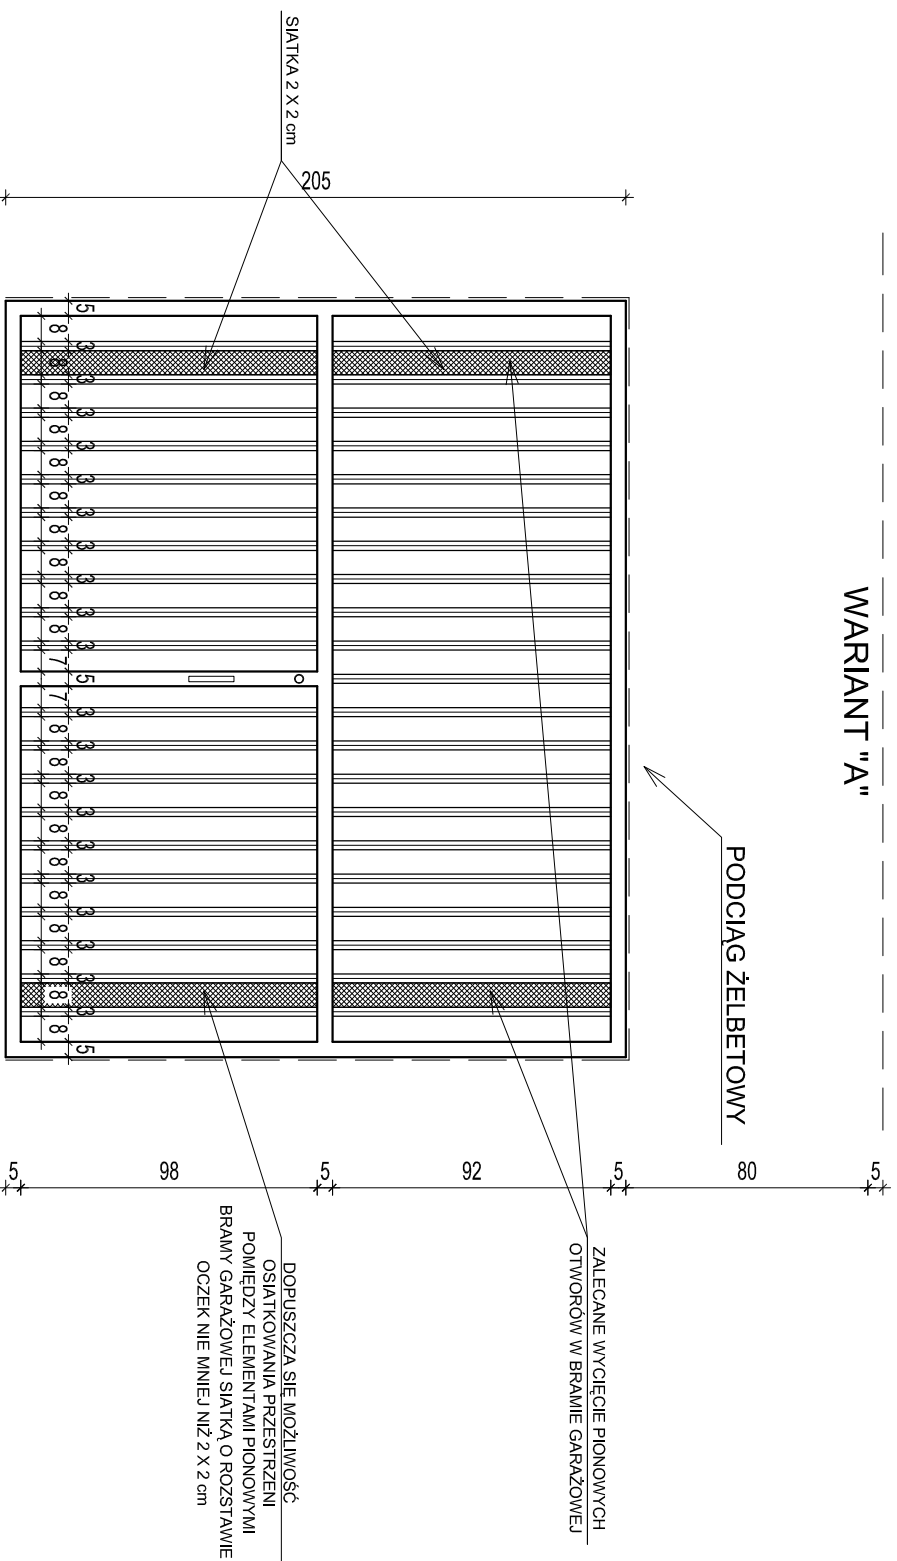 WARIANT "A"
PODCIĄG ŻELBETOWY
5
80
5
92
5
98
5
205
SIATKA 2 X 2 cm
ZALECANE WYCIĘCIE PIONOWYCH
OTWORÓW W BRAMIE GARAŻOWEJ
DOPUSZCZA SIĘ MOŻLIWOŚĆ
OSIATKOWANIA PRZESTRZENI
POMIĘDZY ELEMENTAMI PIONOWYMI
BRAMY GARAŻOWEJ SIATKĄ O ROZSTAWIE
OCZEK NIE MNIEJ NIŻ 2 X 2 cm
5 3 3 3 3 3 3 3 3 3 3 5 3 3 3 3 3 3 3 3 3 3 5
8 8 8 8 8 8 8 8 8 8 7 7 8 8 8 8 8 8 8 8 8 8